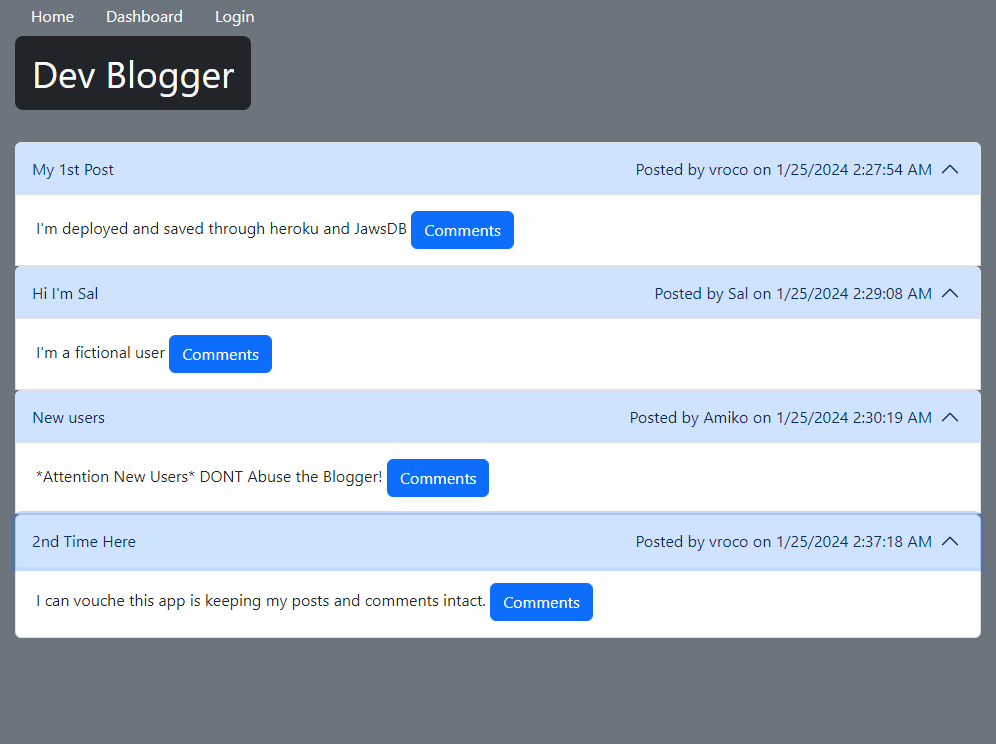 Home Dashboard Login
Dev Blogger
My 1st Post Posted by vroco on 1/25/2024 2:27:54 AM
I'm deployed and saved through heroku and JawsDB Comments
Hi I'm Sal Posted by Sal on 1/25/2024 2:29:08 AM
I'm a fictional user Comments
New users Posted by Amiko on 1/25/2024 2:30:19 AM
*Attention New Users* DONT Abuse the Blogger! Comments
2nd Time Here Posted by vroco on 1/25/2024 2:37:18 AM
I can vouche this app is keeping my posts and comments intact. Comments